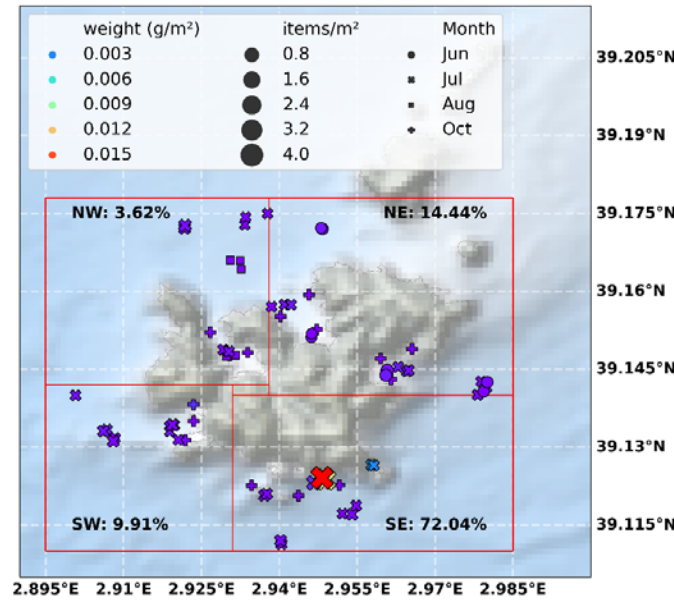 weight (g/m²) items/m² Month
0.003 0.8 Jun
0.006 1.6 Jul
0.009 2.4 Aug
0.012 3.2 Oct
0.015 4.0
39.205°N
39.19°N
39.175°N
39.16°N
39.145°N
39.13°N
39.115°N
NW: 3.62% NE: 14.44%
SW: 9.91% SE: 72.04%
2.895°E 2.91°E 2.925°E 2.94°E 2.955°E 2.97°E 2.985°E